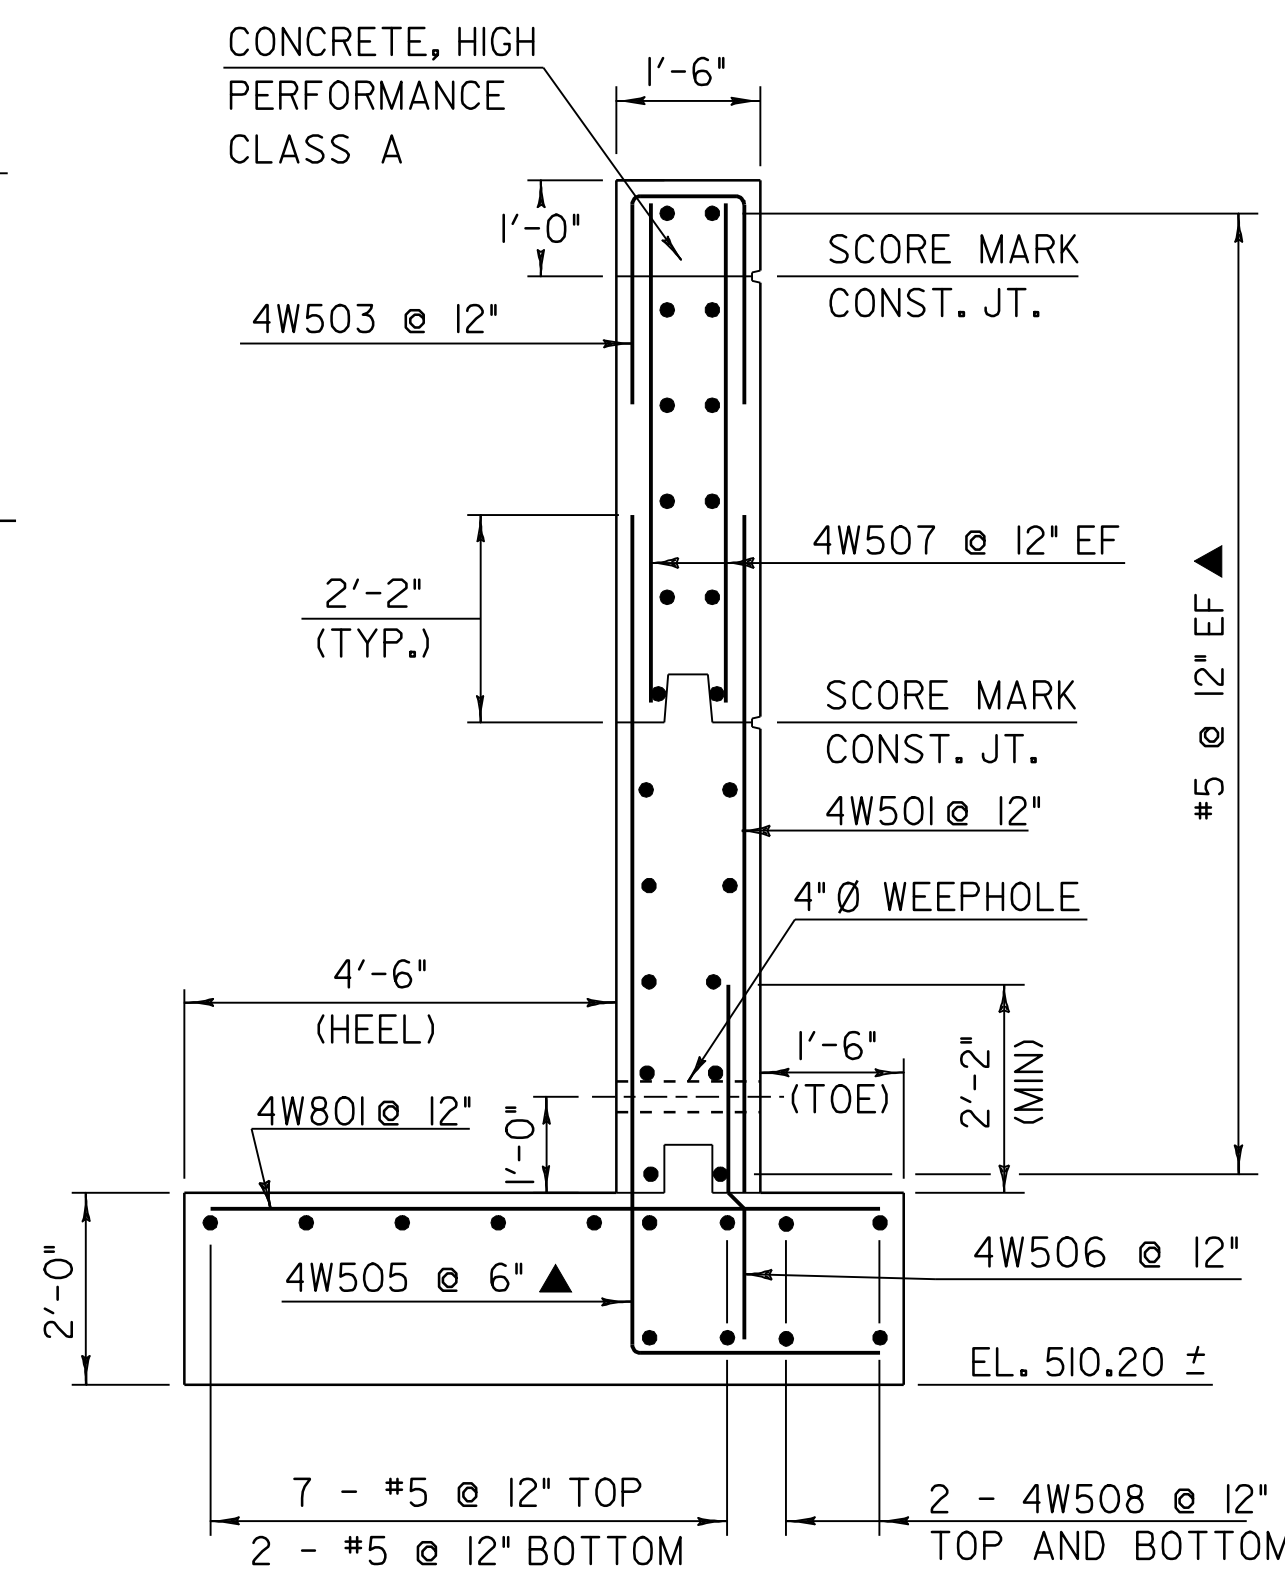 CONCRETE, HIGH
PERFORMANCE
CLASS A
1'-6"
1'-0"
SCORE MARK
CONST. JT.
4W503 @ 12"
4W507 @ 12" EF
2'-2"
(TYP.)
#5 @ 12" EF ▲
SCORE MARK
CONST. JT.
4W501 @ 12"
4"Ø WEEPHOLE
4'-6"
(HEEL)
1'-6"
(TOE)
2'-2"
(MIN)
4W801 @ 12"
1'-0"
2'-0"
4W505 @ 6" ▲
4W506 @ 12"
EL. 510.20 ±
7 - #5 @ 12" TOP
2 - #5 @ 12" BOTTOM
2 - 4W508 @ 12"
TOP AND BOTTOM